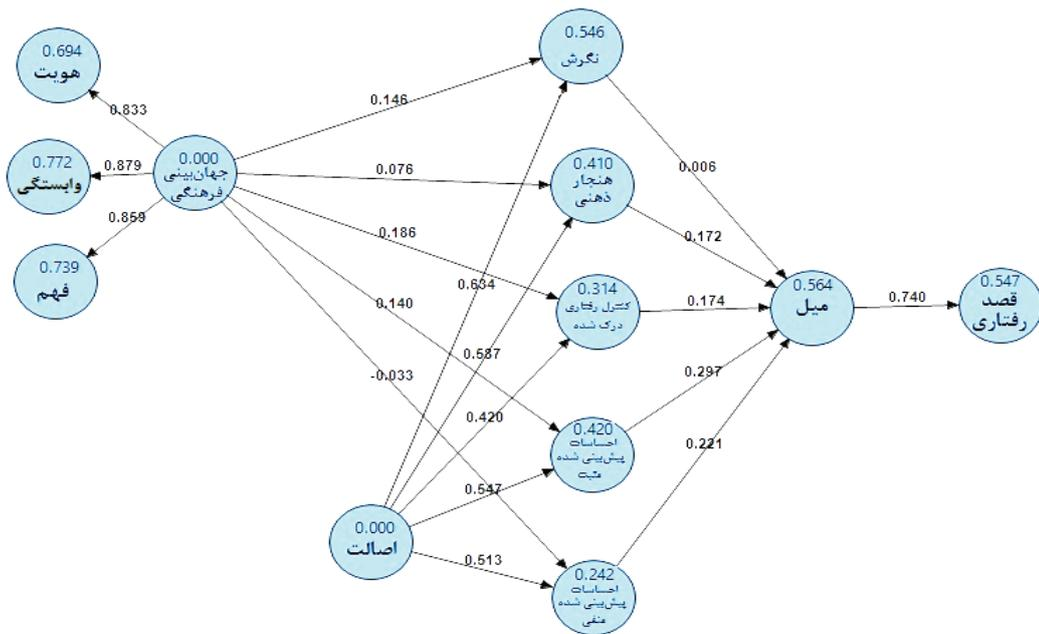 0.694
هویت
0.772
وابستگی
0.739
فهم
0.833
0.879
0.859
0.000
جهان‌بینی
فرهنگی
0.146
0.076
0.186
0.140
-0.033
0.634
0.587
0.420
0.547
0.513
0.000
اصالت
0.546
نگرش
0.410
هنجار
ذهنی
0.314
کنترل رفتاری
درک شده
0.420
احساسات
پیش‌بینی شده
مثبت
0.242
احساسات
پیش‌بینی شده
منفی
0.006
0.172
0.174
0.297
0.221
0.564
میل
0.740
0.547
قصد
رفتاری